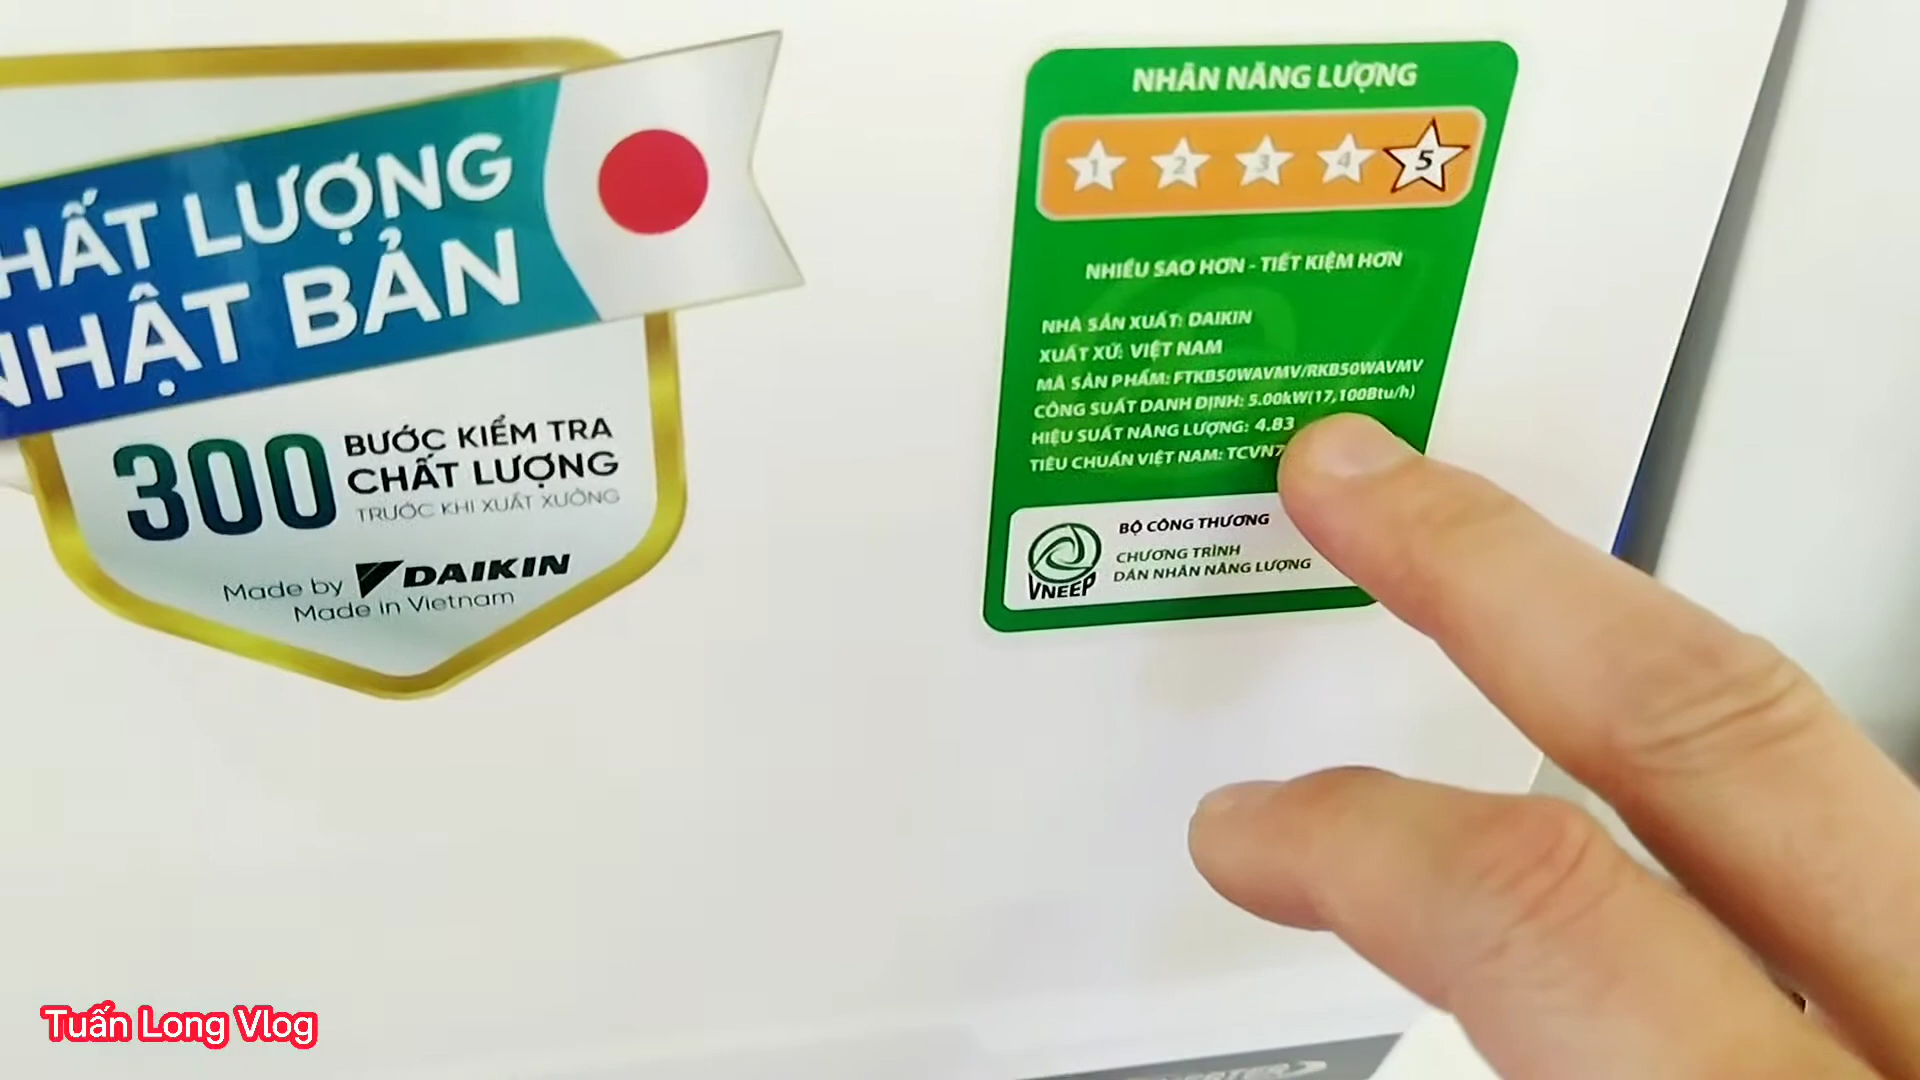 HẤT LƯỢNG
NHẬT BẢN
300
BƯỚC KIỂM TRA
CHẤT LƯỢNG
TRƯỚC KHI XUẤT XƯỞNG
Made by DAIKIN
Made in Vietnam
NHÃN NĂNG LƯỢNG
1 2 3 4 5
NHIỀU SAO HƠN - TIẾT KIỆM HƠN
NHÀ SẢN XUẤT: DAIKIN
XUẤT XỨ: VIỆT NAM
MÃ SẢN PHẨM: FTKB50WAVMV/RKB50WAVMV
CÔNG SUẤT DANH ĐỊNH: 5.00kW(17,100Btu/h)
HIỆU SUẤT NĂNG LƯỢNG: 4.83
TIÊU CHUẨN VIỆT NAM: TCVN7
BỘ CÔNG THƯƠNG
CHƯƠNG TRÌNH
DÁN NHÃN NĂNG LƯỢNG
VNEEP
Tuấn Long Vlog